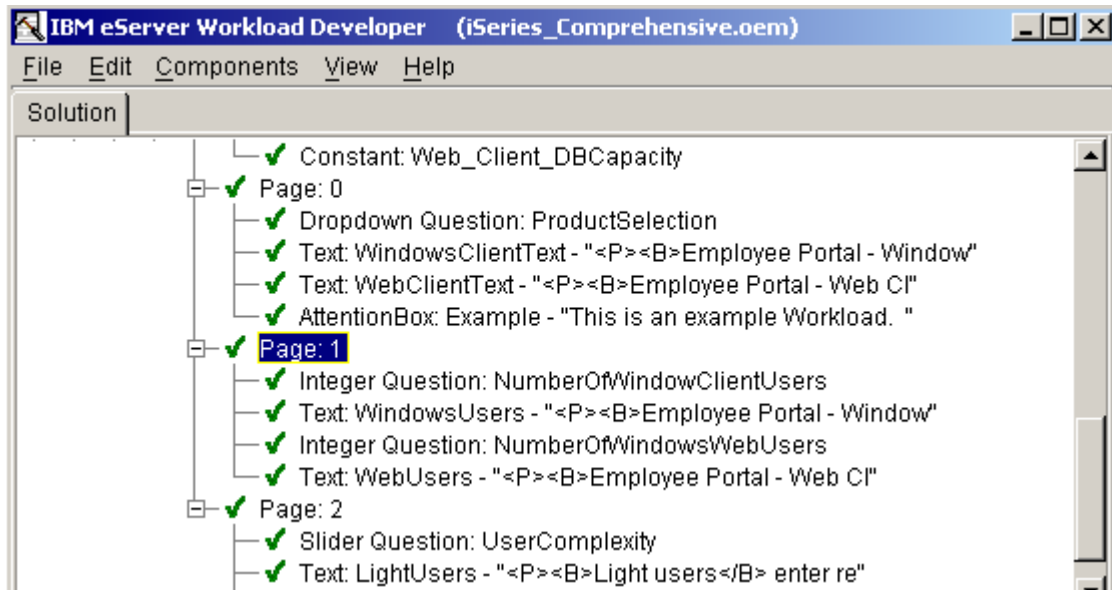 IBM eServer Workload Developer (iSeries_Comprehensive.oem)
File Edit Components View Help
Solution
Constant: Web_Client_DBCapacity
Page: 0
Dropdown Question: ProductSelection
Text: WindowsClientText - "<P><B>Employee Portal - Window"
Text: WebClientText - "<P><B>Employee Portal - Web Cl"
AttentionBox: Example - "This is an example Workload. "
Page: 1
Integer Question: NumberOfWindowClientUsers
Text: WindowsUsers - "<P><B>Employee Portal - Window"
Integer Question: NumberOfWindowsWebUsers
Text: WebUsers - "<P><B>Employee Portal - Web Cl"
Page: 2
Slider Question: UserComplexity
Text: LightUsers - "<P><B>Light users</B> enter re"